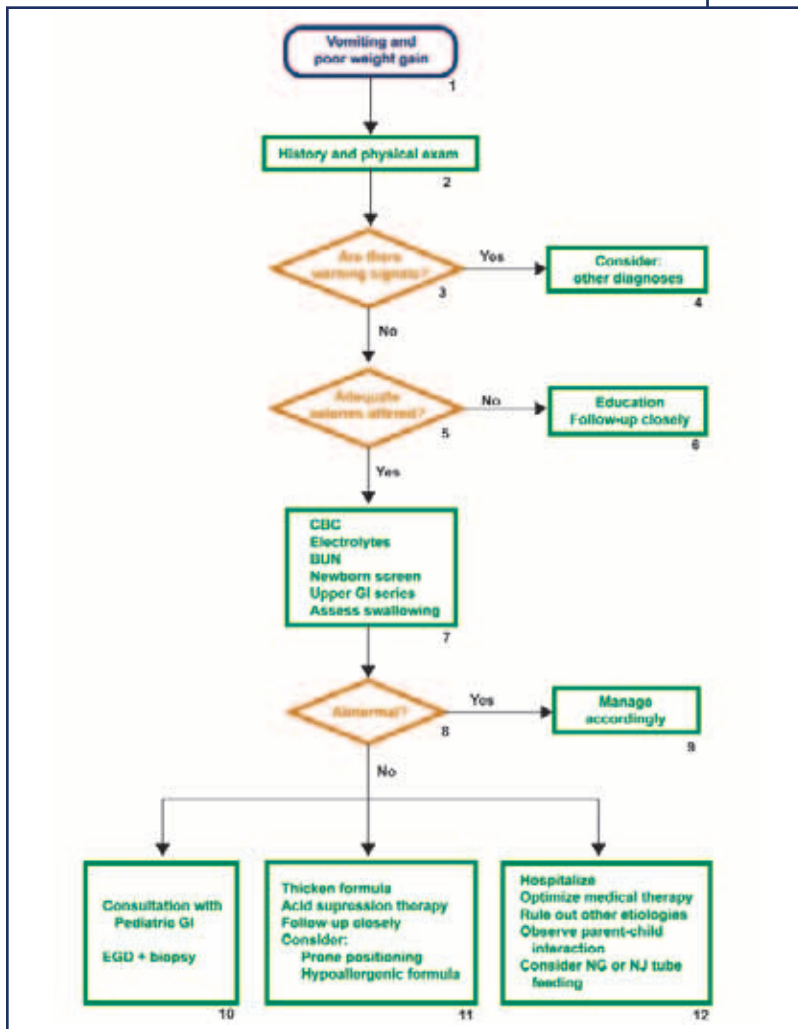 Vomiting and
poor weight gain
1
History and physical exam
2
Are there
warning signals?
3
Yes
Consider:
other diagnoses
4
No
Adequate
calories offered?
5
No
Education
Follow-up closely
6
Yes
CBC
Electrolytes
BUN
Newborn screen
Upper GI series
Assess swallowing
7
Abnormal?
8
Yes
Manage
accordingly
9
No
Consultation with
Pediatric GI
EGD + biopsy
10
Thicken formula
Acid supression therapy
Follow-up closely
Consider:
Prone positioning
Hypoallergenic formula
11
Hospitalize
Optimize medical therapy
Rule out other etiologies
Observe parent-child
interaction
Consider NG or NJ tube
feeding
12